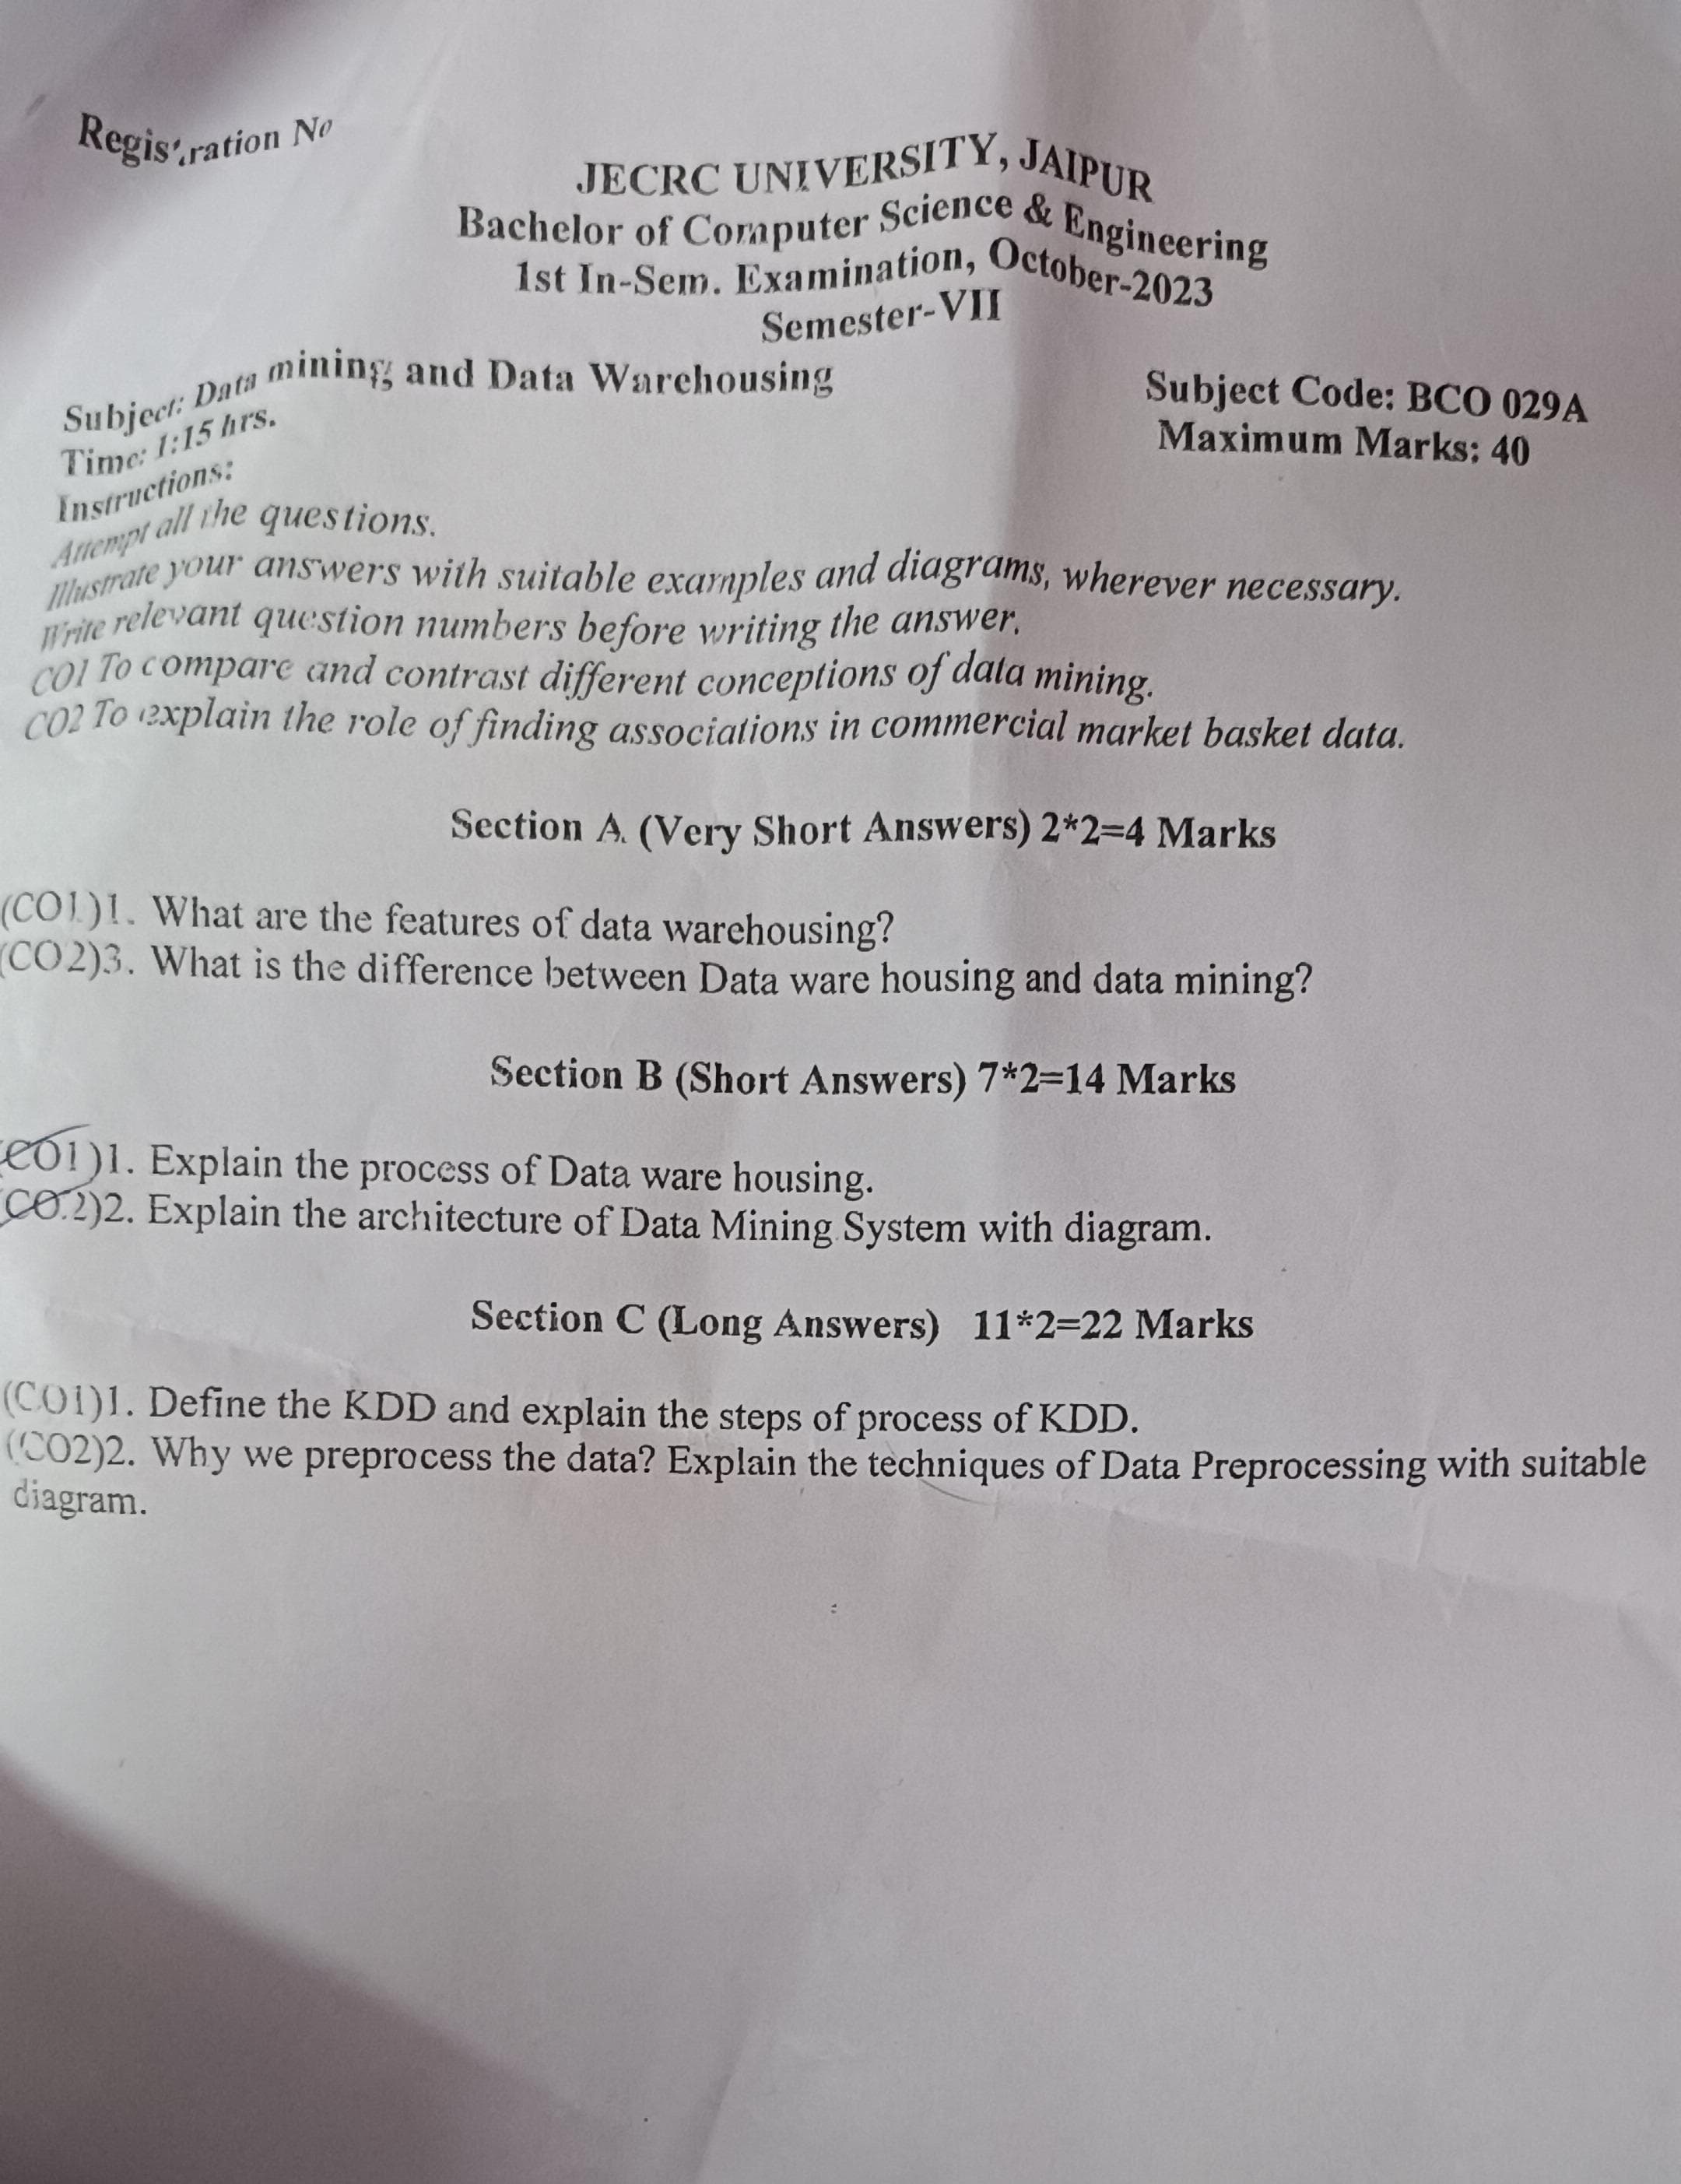 Registration No
JECRC UNIVERSITY, JAIPUR
Bachelor of Computer Science & Engineering
1st In-Sem. Examination, October-2023
Semester-VII
Subject: Data mining and Data Warehousing
Subject Code: BCO 029A
Time: 1:15 hrs.
Maximum Marks: 40
Instructions:
Attempt all the questions.
Illustrate your answers with suitable examples and diagrams, wherever necessary.
Write relevant question numbers before writing the answer.
CO1 To compare and contrast different conceptions of data mining.
CO2 To explain the role of finding associations in commercial market basket data.
Section A (Very Short Answers) 2*2=4 Marks
(CO1)1. What are the features of data warehousing?
(CO2)3. What is the difference between Data ware housing and data mining?
Section B (Short Answers) 7*2=14 Marks
(CO1)1. Explain the process of Data ware housing.
(CO2)2. Explain the architecture of Data Mining System with diagram.
Section C (Long Answers) 11*2=22 Marks
(CO1)1. Define the KDD and explain the steps of process of KDD.
(CO2)2. Why we preprocess the data? Explain the techniques of Data Preprocessing with suitable
diagram.